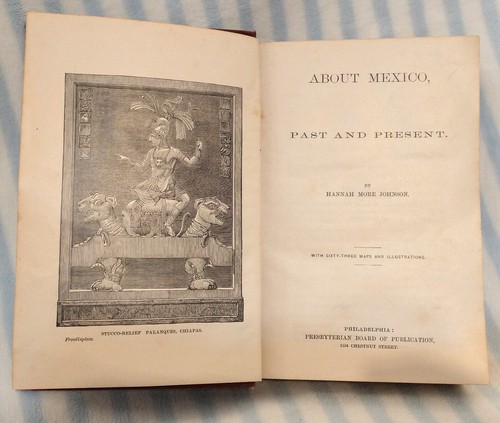 STUCCO-RELIEF PALANQUE, CHIAPAS.
Frontispiece.
ABOUT MEXICO,
PAST AND PRESENT.
BY
HANNAH MORE JOHNSON.
WITH SIXTY-THREE MAPS AND ILLUSTRATIONS.
PHILADELPHIA:
PRESBYTERIAN BOARD OF PUBLICATION,
1334 CHESTNUT STREET.